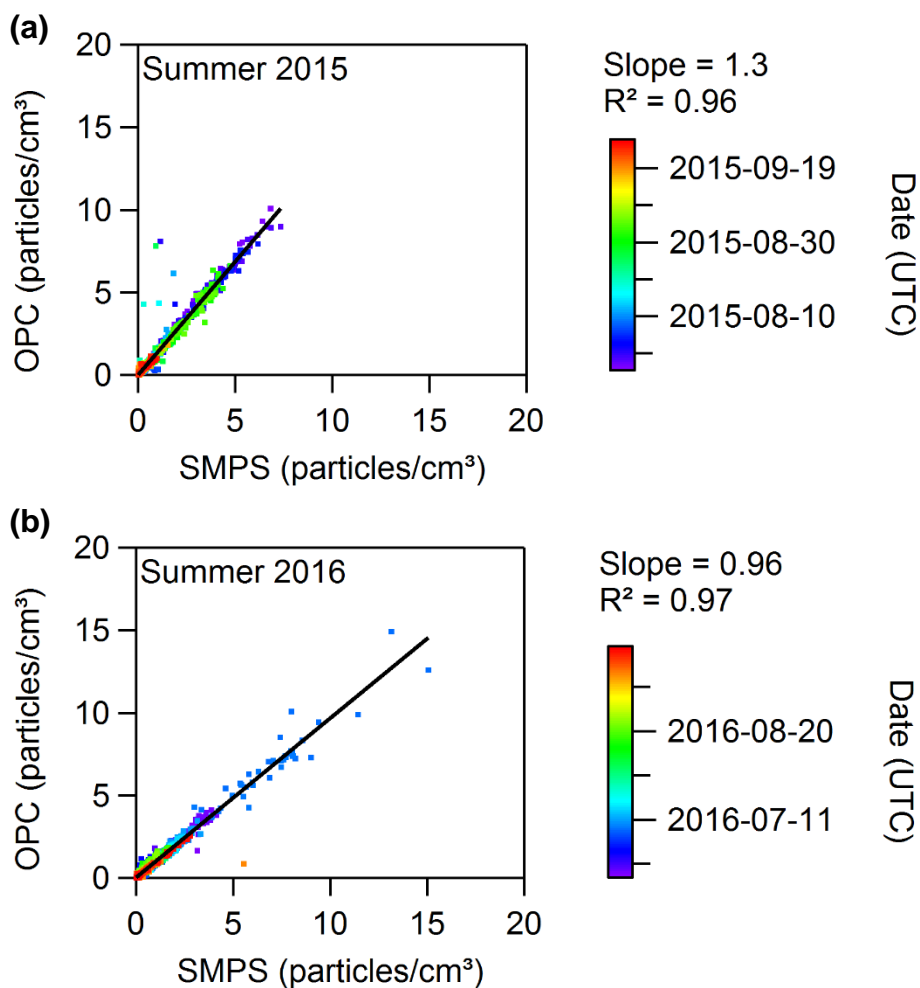 (a)
Summer 2015
20
15
10
5
0
OPC (particles/cm³)
0 5 10 15 20
SMPS (particles/cm³)
Slope = 1.3
R² = 0.96
2015-09-19
2015-08-30
2015-08-10
Date (UTC)
(b)
Summer 2016
20
15
10
5
0
OPC (particles/cm³)
0 5 10 15 20
SMPS (particles/cm³)
Slope = 0.96
R² = 0.97
2016-08-20
2016-07-11
Date (UTC)